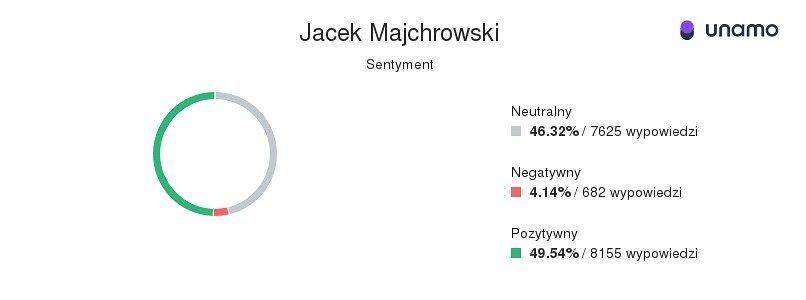 Jacek Majchrowski
unamo
Sentyment
Neutralny
46.32% / 7625 wypowiedzi
Negatywny
4.14% / 682 wypowiedzi
Pozytywny
49.54% / 8155 wypowiedzi